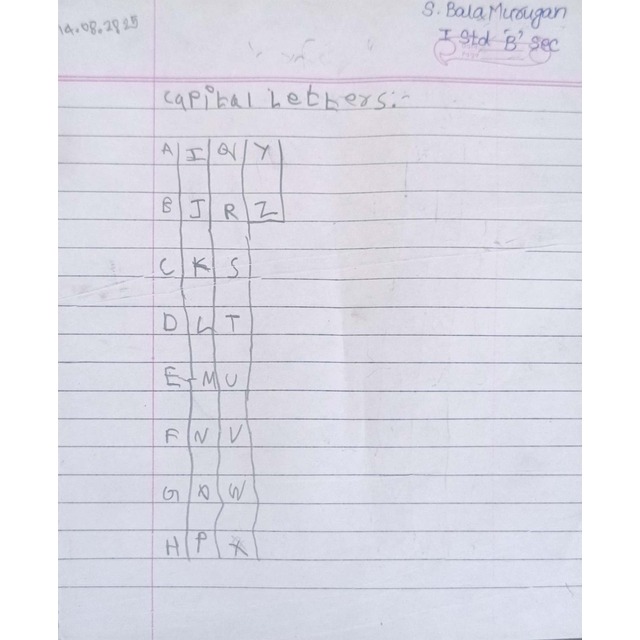 14.08.2025
S. Bala Murugan
I Std 'B' Sec
Capital Letters:-
A I Q Y
B J R Z
C K S
D L T
E M U
F N V
G O W
H P X